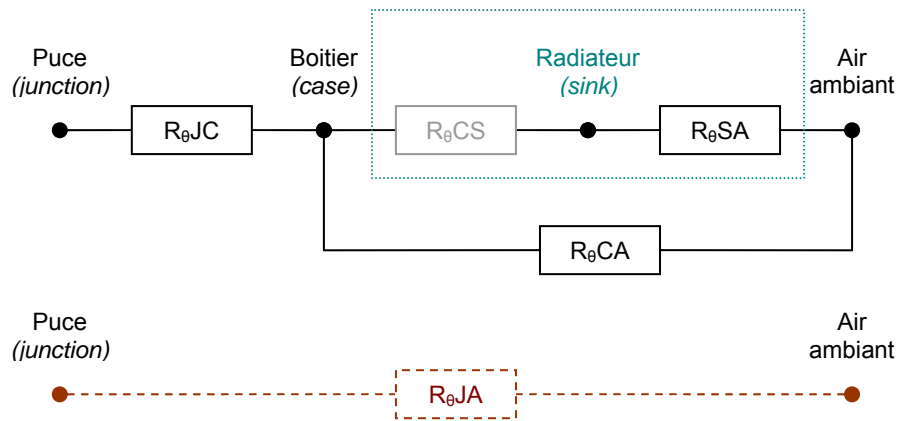 Puce
(junction)
Boitier
(case)
Radiateur
(sink)
Air
ambiant
RθJC
RθCS
RθSA
RθCA
Puce
(junction)
Air
ambiant
RθJA